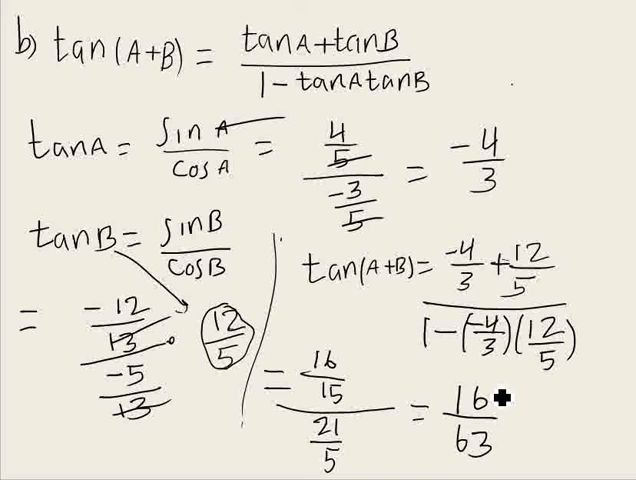 b) tan(A+B) = (tanA+tanB)/(1-tanAtanB)
tanA = sinA/cosA = (4/5)/(-3/5) = -4/3
tanB = sinB/cosB
= (-12/13)/(-5/13) 12/5
tan(A+B) = (-4/3+12/5)/(1-(-4/3)(12/5))
= (16/15)/(21/5) = 16/63